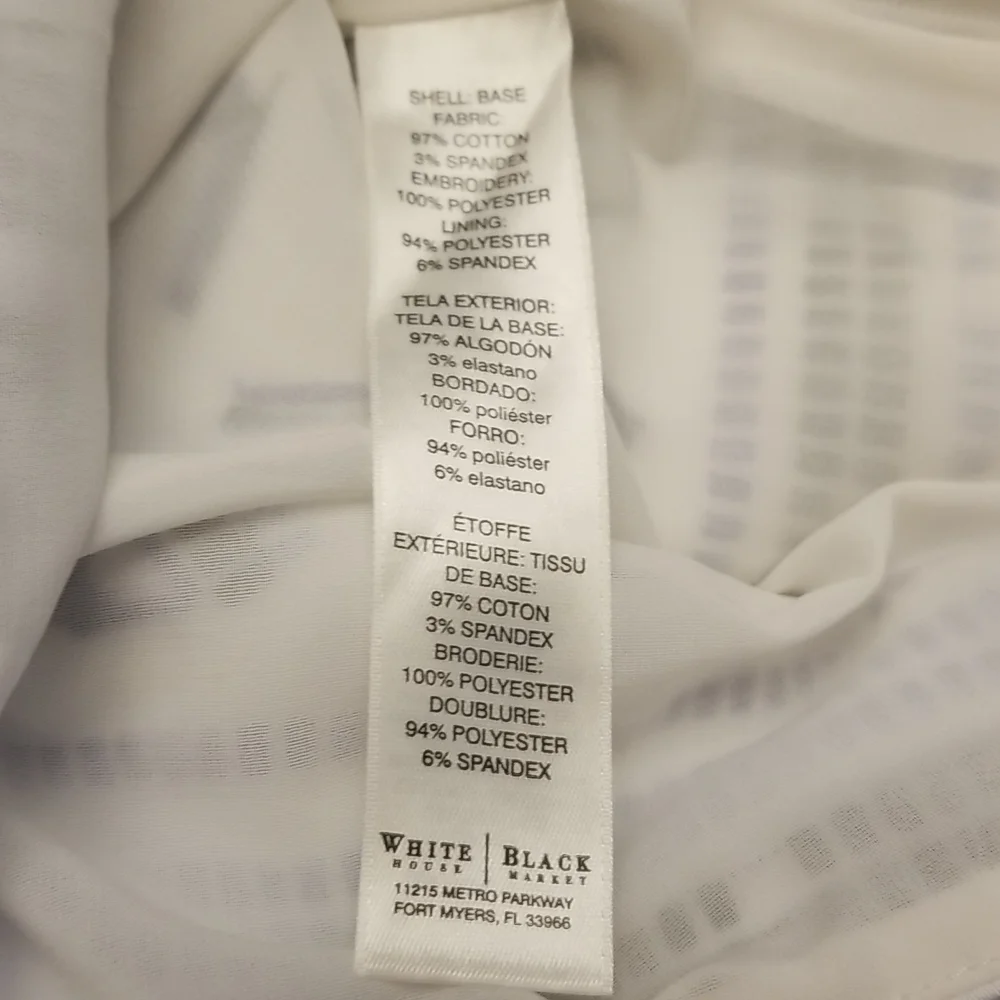 SHELL: BASE
FABRIC:
97% COTTON
3% SPANDEX
EMBROIDERY:
100% POLYESTER
LINING:
94% POLYESTER
6% SPANDEX
TELA EXTERIOR:
TELA DE LA BASE:
97% ALGODÓN
3% elastano
BORDADO:
100% poliéster
FORRO:
94% poliéster
6% elastano
ÉTOFFE
EXTÉRIEURE: TISSU
DE BASE:
97% COTON
3% SPANDEX
BRODERIE:
100% POLYESTER
DOUBLURE:
94% POLYESTER
6% SPANDEX
WHITE | BLACK
HOUSE MARKET
11215 METRO PARKWAY
FORT MYERS, FL 33966